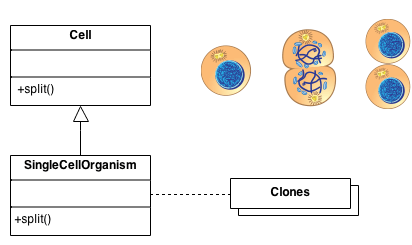 Cell
+split()
SingleCellOrganism
Clones
+split()